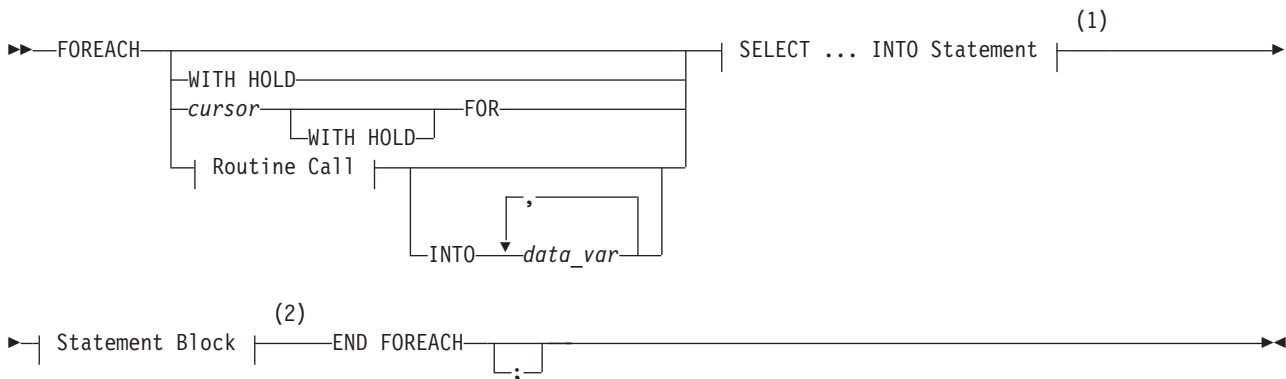 (1)
FOREACH SELECT ... INTO Statement
WITH HOLD
cursor FOR
WITH HOLD
Routine Call
,
INTO data_var
(2)
Statement Block END FOREACH
;